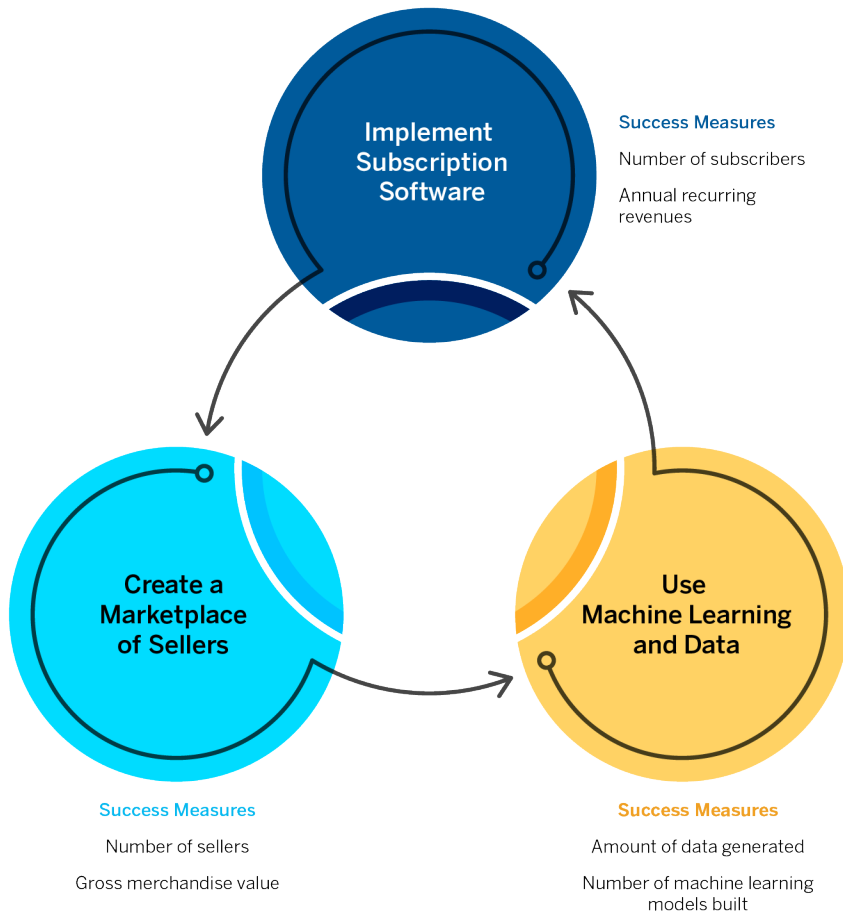 Implement
Subscription
Software
Success Measures
Number of subscribers
Annual recurring
revenues
Create a
Marketplace
of Sellers
Success Measures
Number of sellers
Gross merchandise value
Use
Machine Learning
and Data
Success Measures
Amount of data generated
Number of machine learning
models built